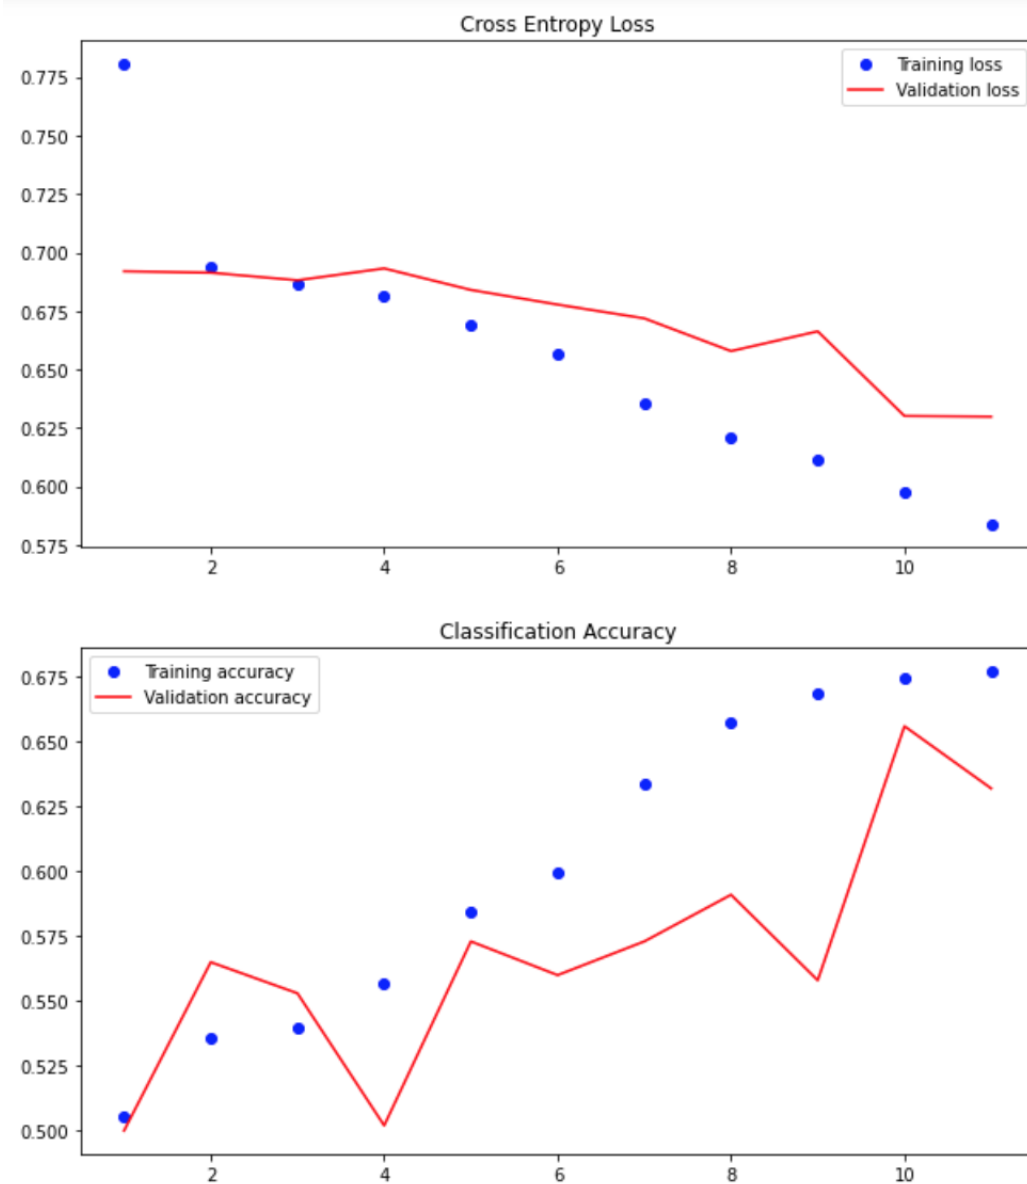 Cross Entropy Loss
Training loss
Validation loss
0.775
0.750
0.725
0.700
0.675
0.650
0.625
0.600
0.575
2 4 6 8 10
Classification Accuracy
Training accuracy
Validation accuracy
0.675
0.650
0.625
0.600
0.575
0.550
0.525
0.500
2 4 6 8 10